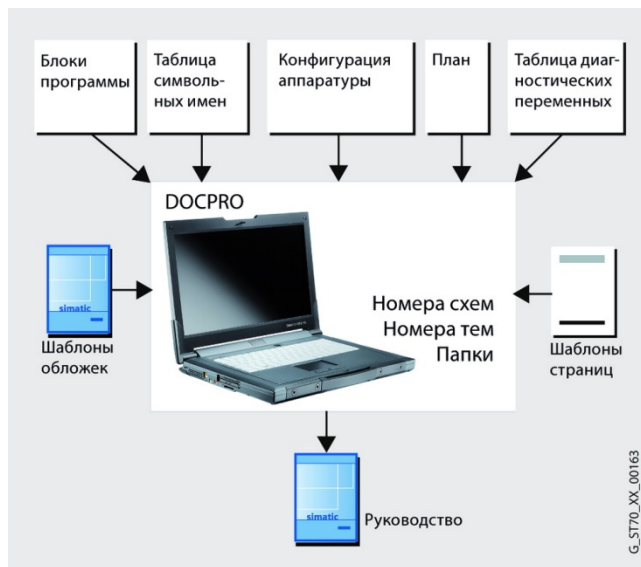 Блоки
программы
Таблица
символь-
ных имен
Конфигурация
аппаратуры
План
Таблица диаг-
ностических
переменных
DOCPRO
simatic
Шаблоны
обложек
Номера схем
Номера тем
Папки
Шаблоны
страниц
simatic
Руководство
G_ST70_XX_00163